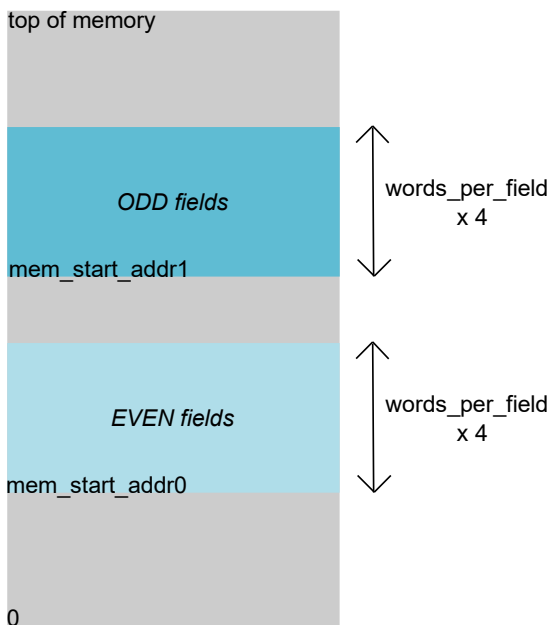 top of memory
ODD fields
words_per_field
x 4
mem_start_addr1
EVEN fields
words_per_field
x 4
mem_start_addr0
0